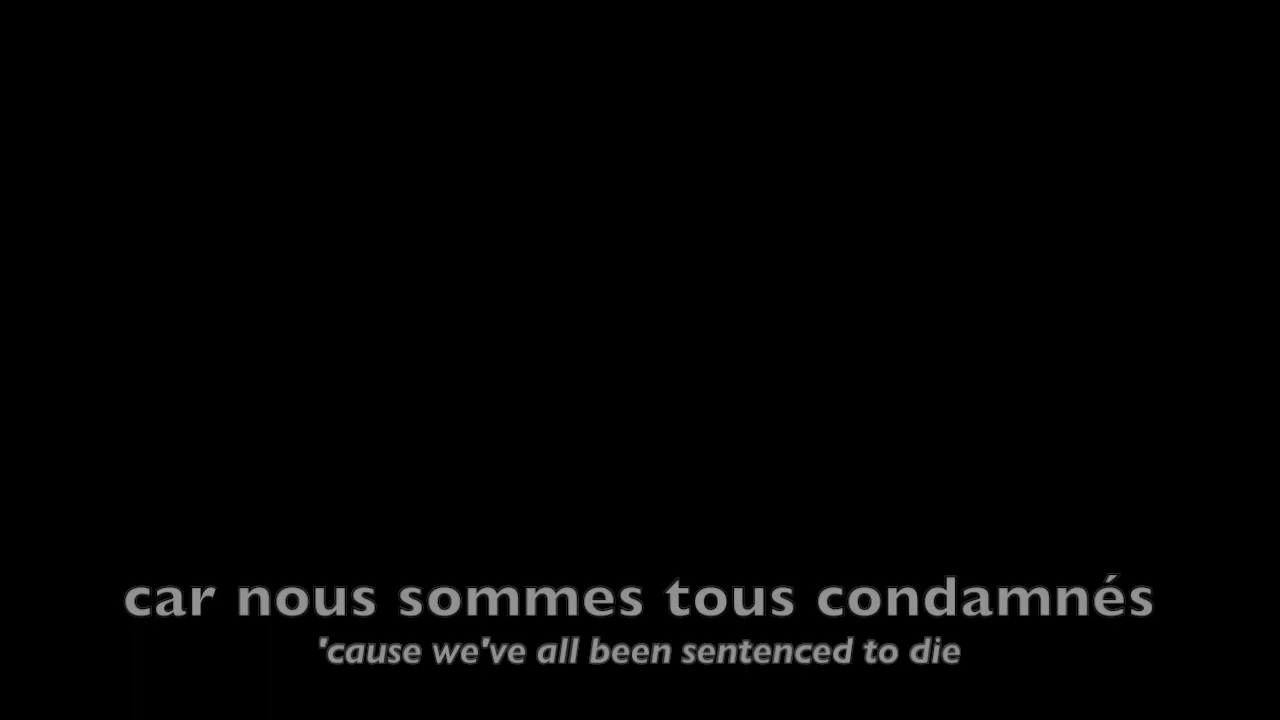 car nous sommes tous condamnés
'cause we've all been sentenced to die